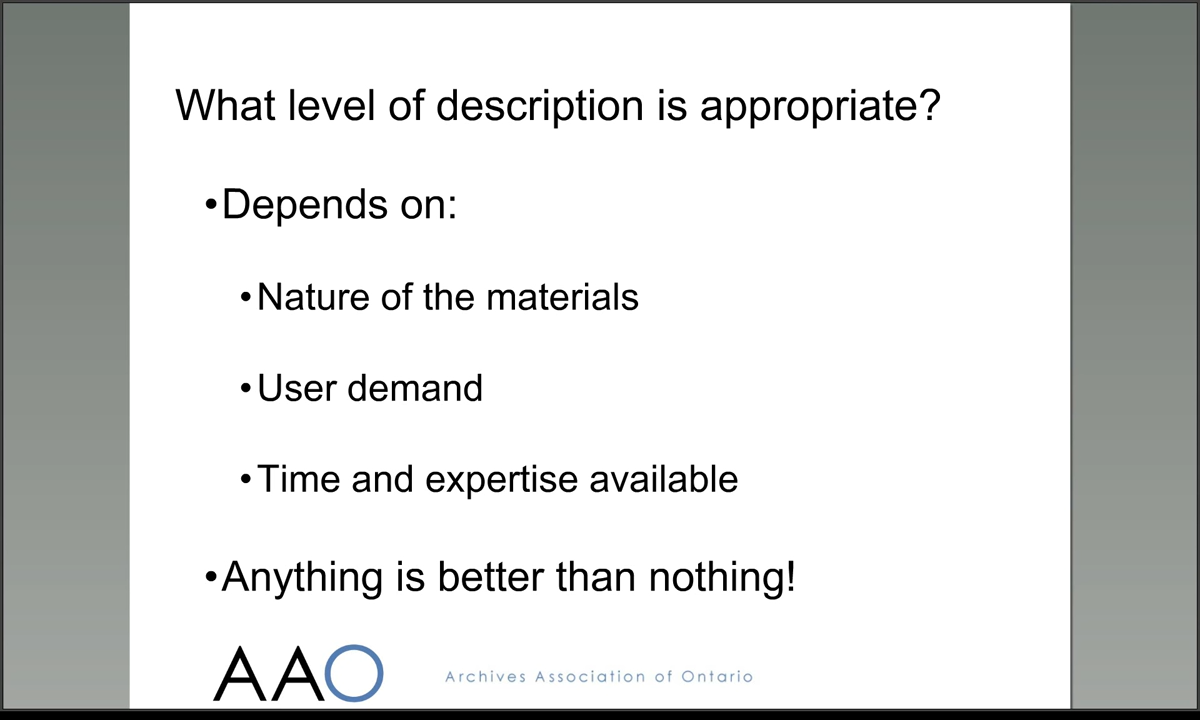 What level of description is appropriate?
•Depends on:
•Nature of the materials
•User demand
•Time and expertise available
•Anything is better than nothing!
AAO
Archives Association of Ontario